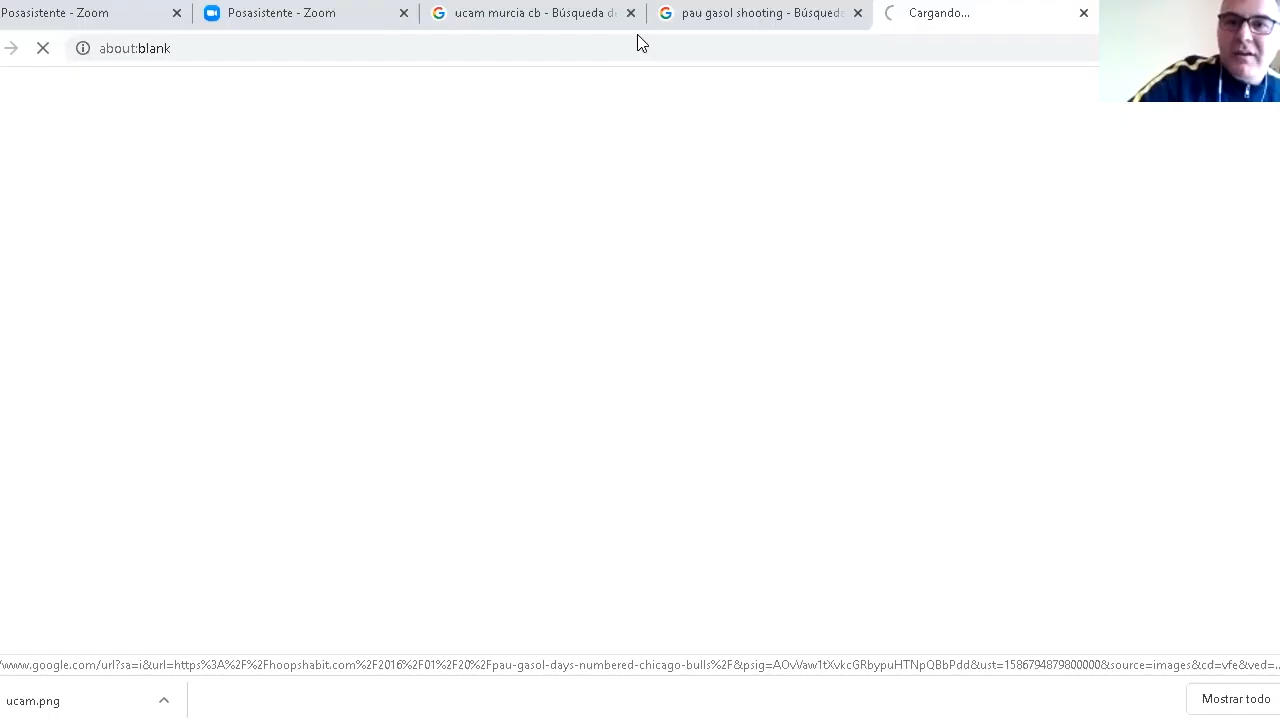 Posasistente - Zoom
Posasistente - Zoom
ucam murcia cb - Búsqueda d
pau gasol shooting - Búsqueda
Cargando...
about:blank
/www.google.com/url?sa=i&url=https%3A%2F%2Fhoopshabit.com%2F2016%2F01%2F20%2Fpau-gasol-days-numbered-chicago-bulls%2F&psig=AOvVaw1tXvkcGRbypuHTNpQBbPdd&ust=1586794879800000&source=images&cd=vfe&ved=...
ucam.png
Mostrar todo